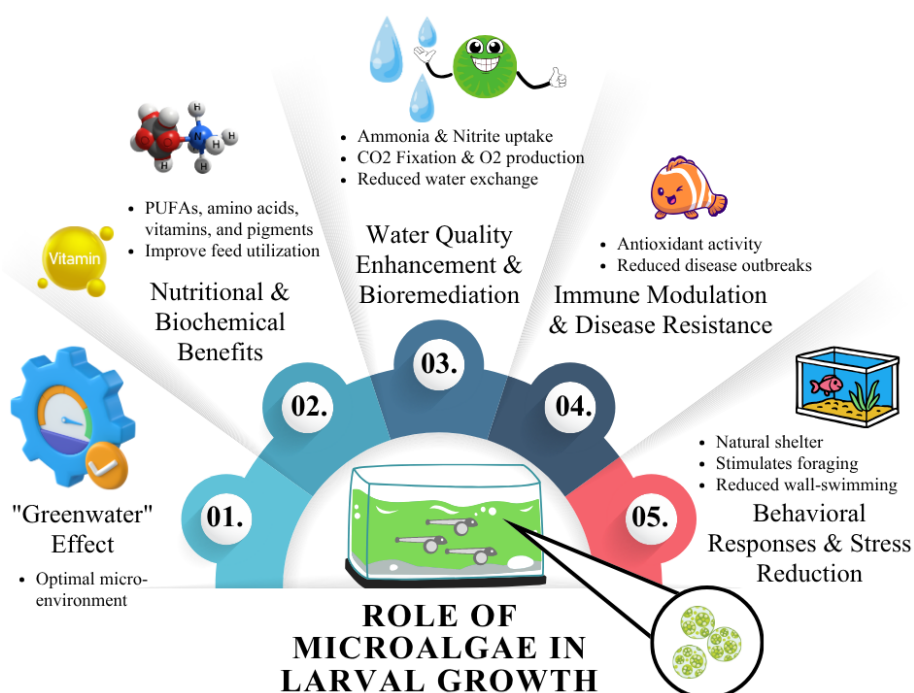 01.
"Greenwater"
Effect
• Optimal micro-
environment
02.
Vitamin
H
H
H
H
H
N
O
O
• PUFAs, amino acids,
vitamins, and pigments
• Improve feed utilization
Nutritional &
Biochemical
Benefits
03.
• Ammonia & Nitrite uptake
• CO2 Fixation & O2 production
• Reduced water exchange
Water Quality
Enhancement &
Bioremediation
04.
• Antioxidant activity
• Reduced disease outbreaks
Immune Modulation
& Disease Resistance
05.
• Natural shelter
• Stimulates foraging
• Reduced wall-swimming
Behavioral
Responses & Stress
Reduction
ROLE OF
MICROALGAE IN
LARVAL GROWTH